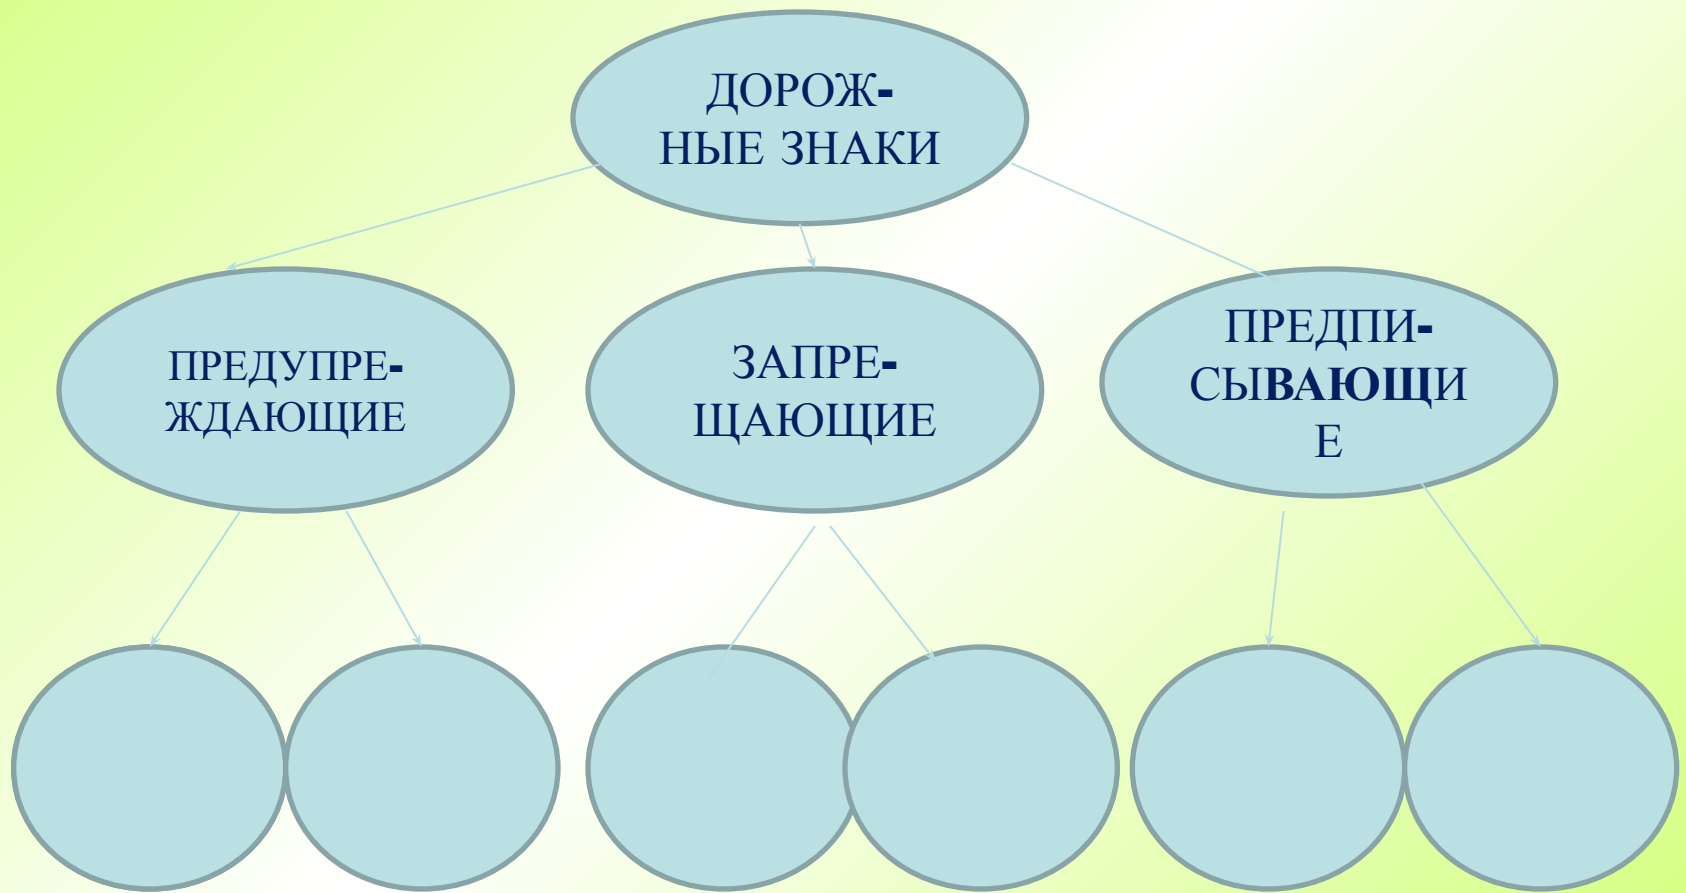 ДОРОЖ-
НЫЕ ЗНАКИ
ПРЕДУПРЕ-
ЖДАЮЩИЕ
ЗАПРЕ-
ЩАЮЩИЕ
ПРЕДПИ-
СЫВАЮЩИ
Е